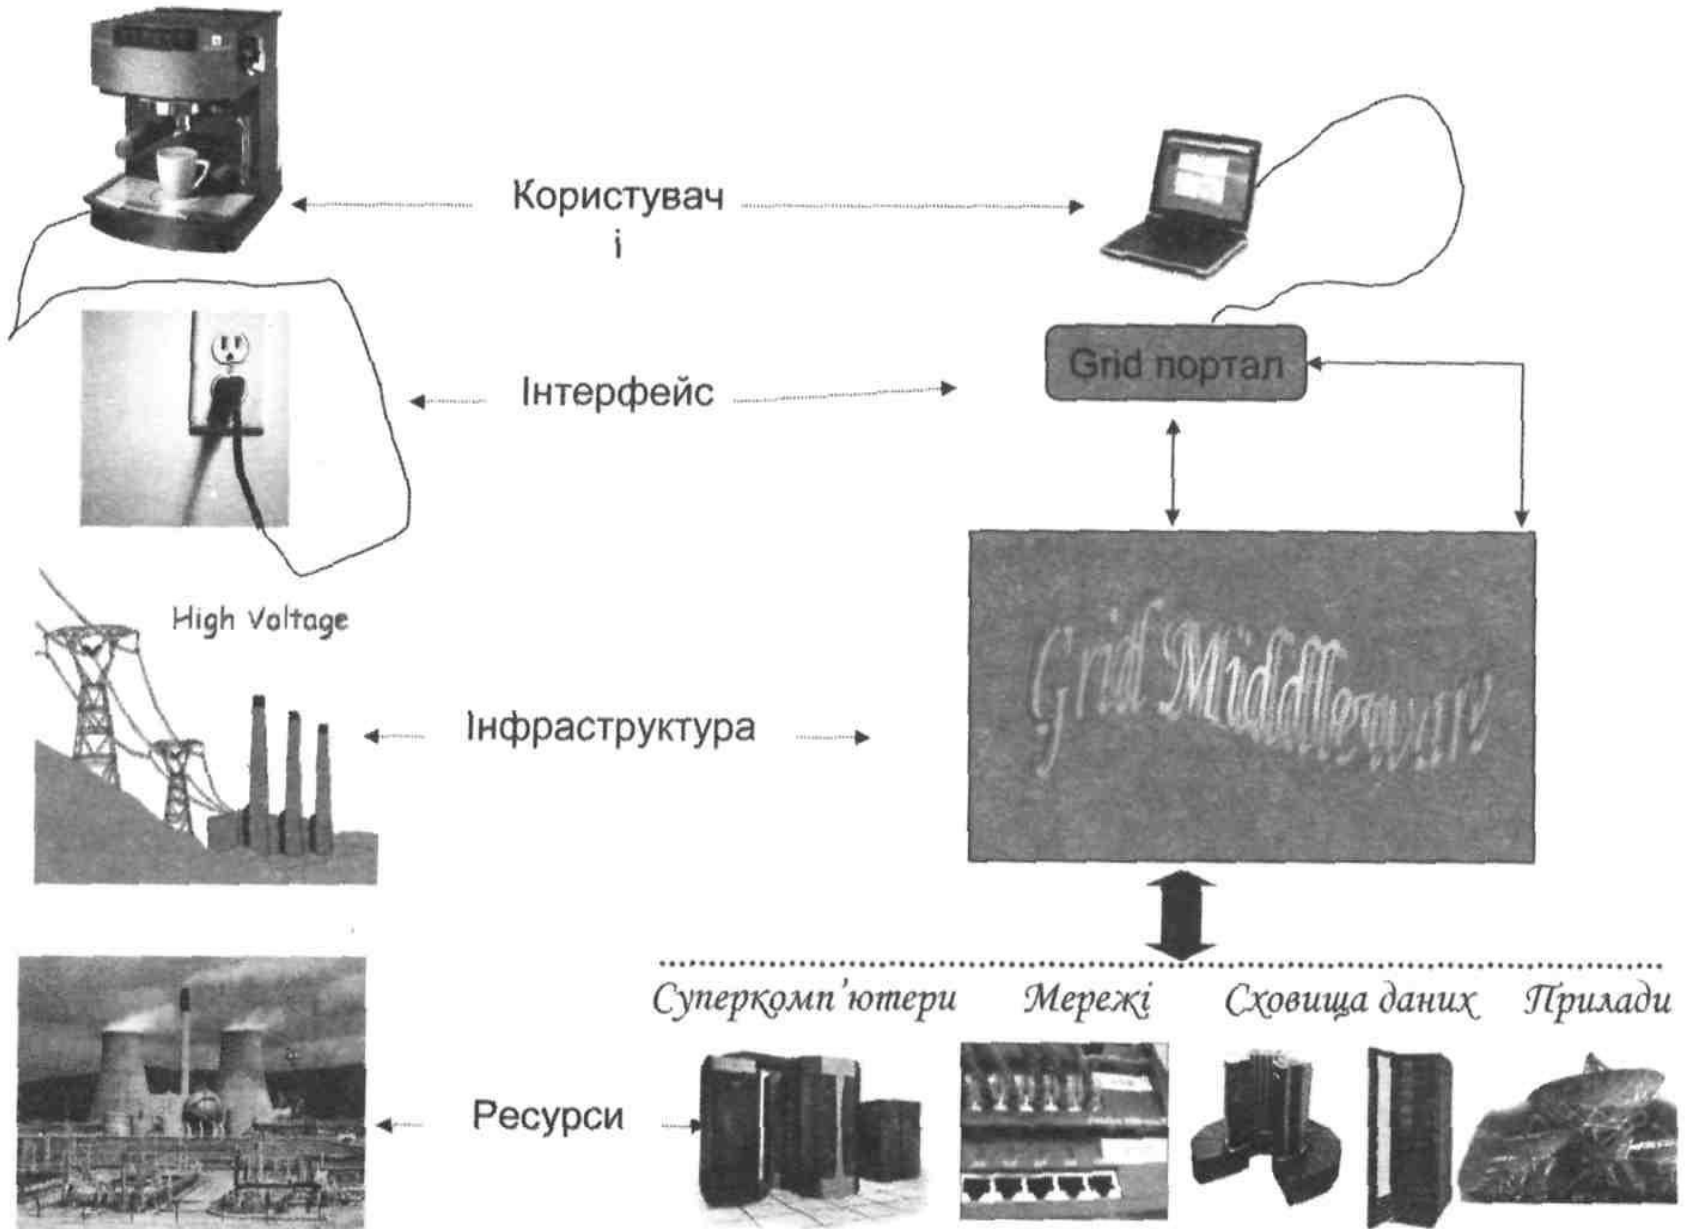 Користувач
і
Grid портал
Інтерфейс
High Voltage
Grid Middleware
Інфраструктура
Суперкомп'ютери Мережі Сховища даних Прилади
Ресурси